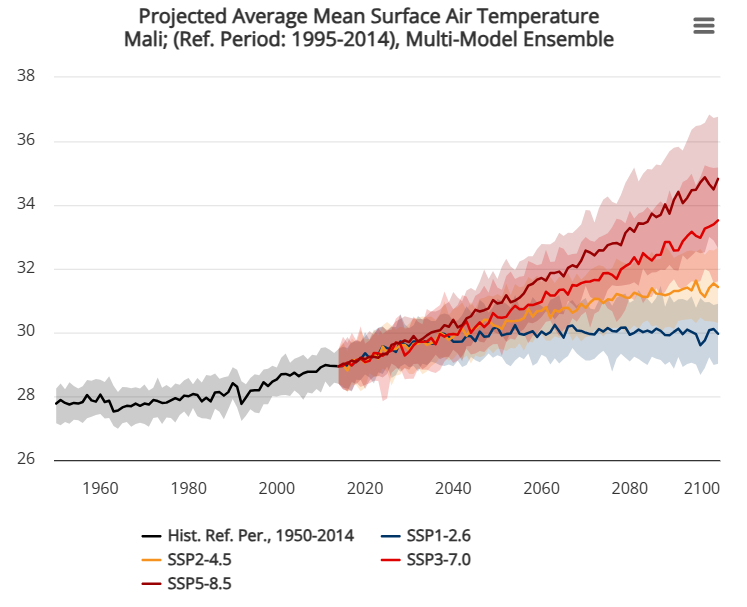 Projected Average Mean Surface Air Temperature
Mali; (Ref. Period: 1995-2014), Multi-Model Ensemble
38
36
34
32
30
28
26
1960 1980 2000 2020 2040 2060 2080 2100
Hist. Ref. Per., 1950-2014 SSP1-2.6
SSP2-4.5 SSP3-7.0
SSP5-8.5